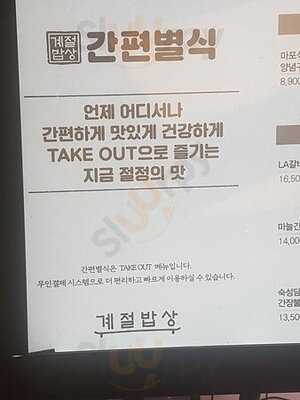 계절
밥상
간편별식
언제 어디서나
간편하게 맛있게 건강하게
TAKE OUT으로 즐기는
지금 절정의 맛
간편별식은 TAKE OUT 메뉴입니다.
무인결제 시스템으로 더 편리하고 빠르게 이용하실 수 있습니다.
계절밥상
마포식
양념구
8,900
LA갈비
16,50
마늘간
14,00
숙성담
간장불
13,50